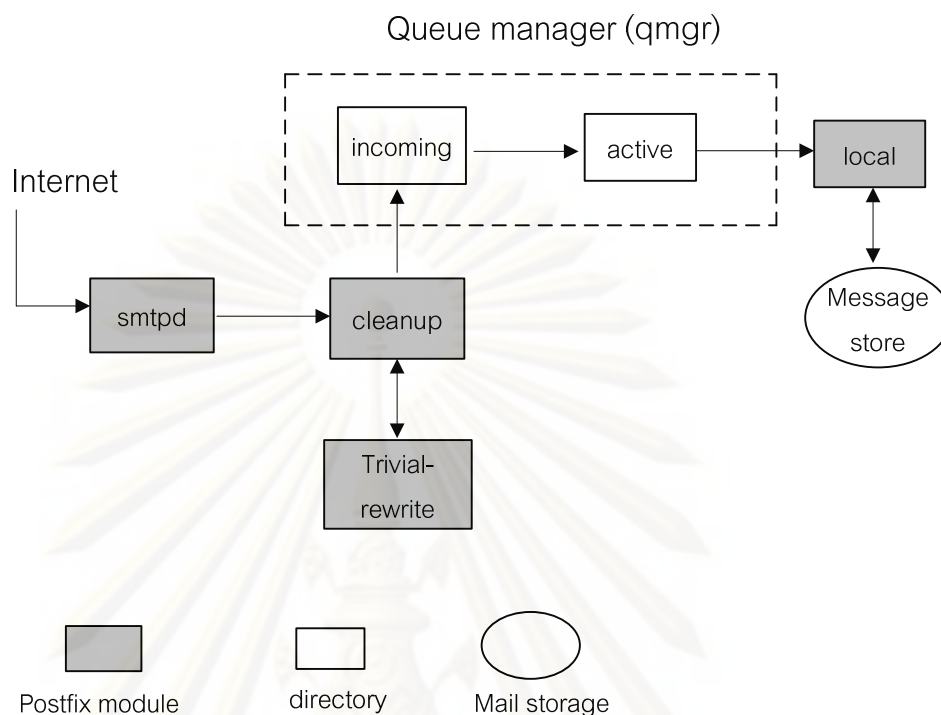 Queue manager (qmgr)
incoming
active
local
Internet
smtpd
cleanup
Message
store
Trivial-
rewrite
Postfix module
directory
Mail storage